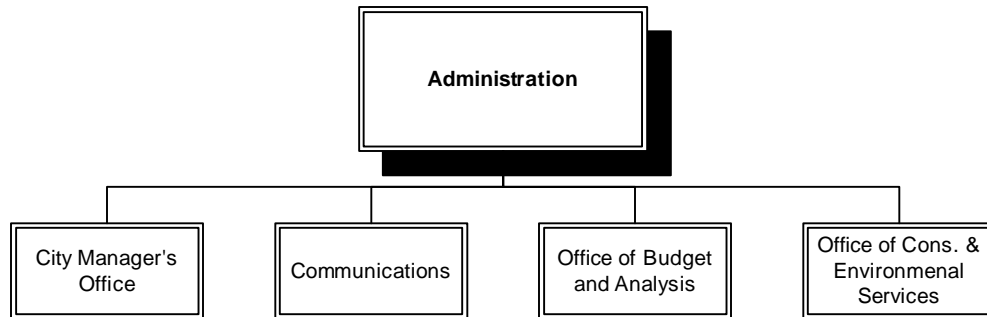 Administration
City Manager's
Office
Communications
Office of Budget
and Analysis
Office of Cons. &
Environmenal
Services